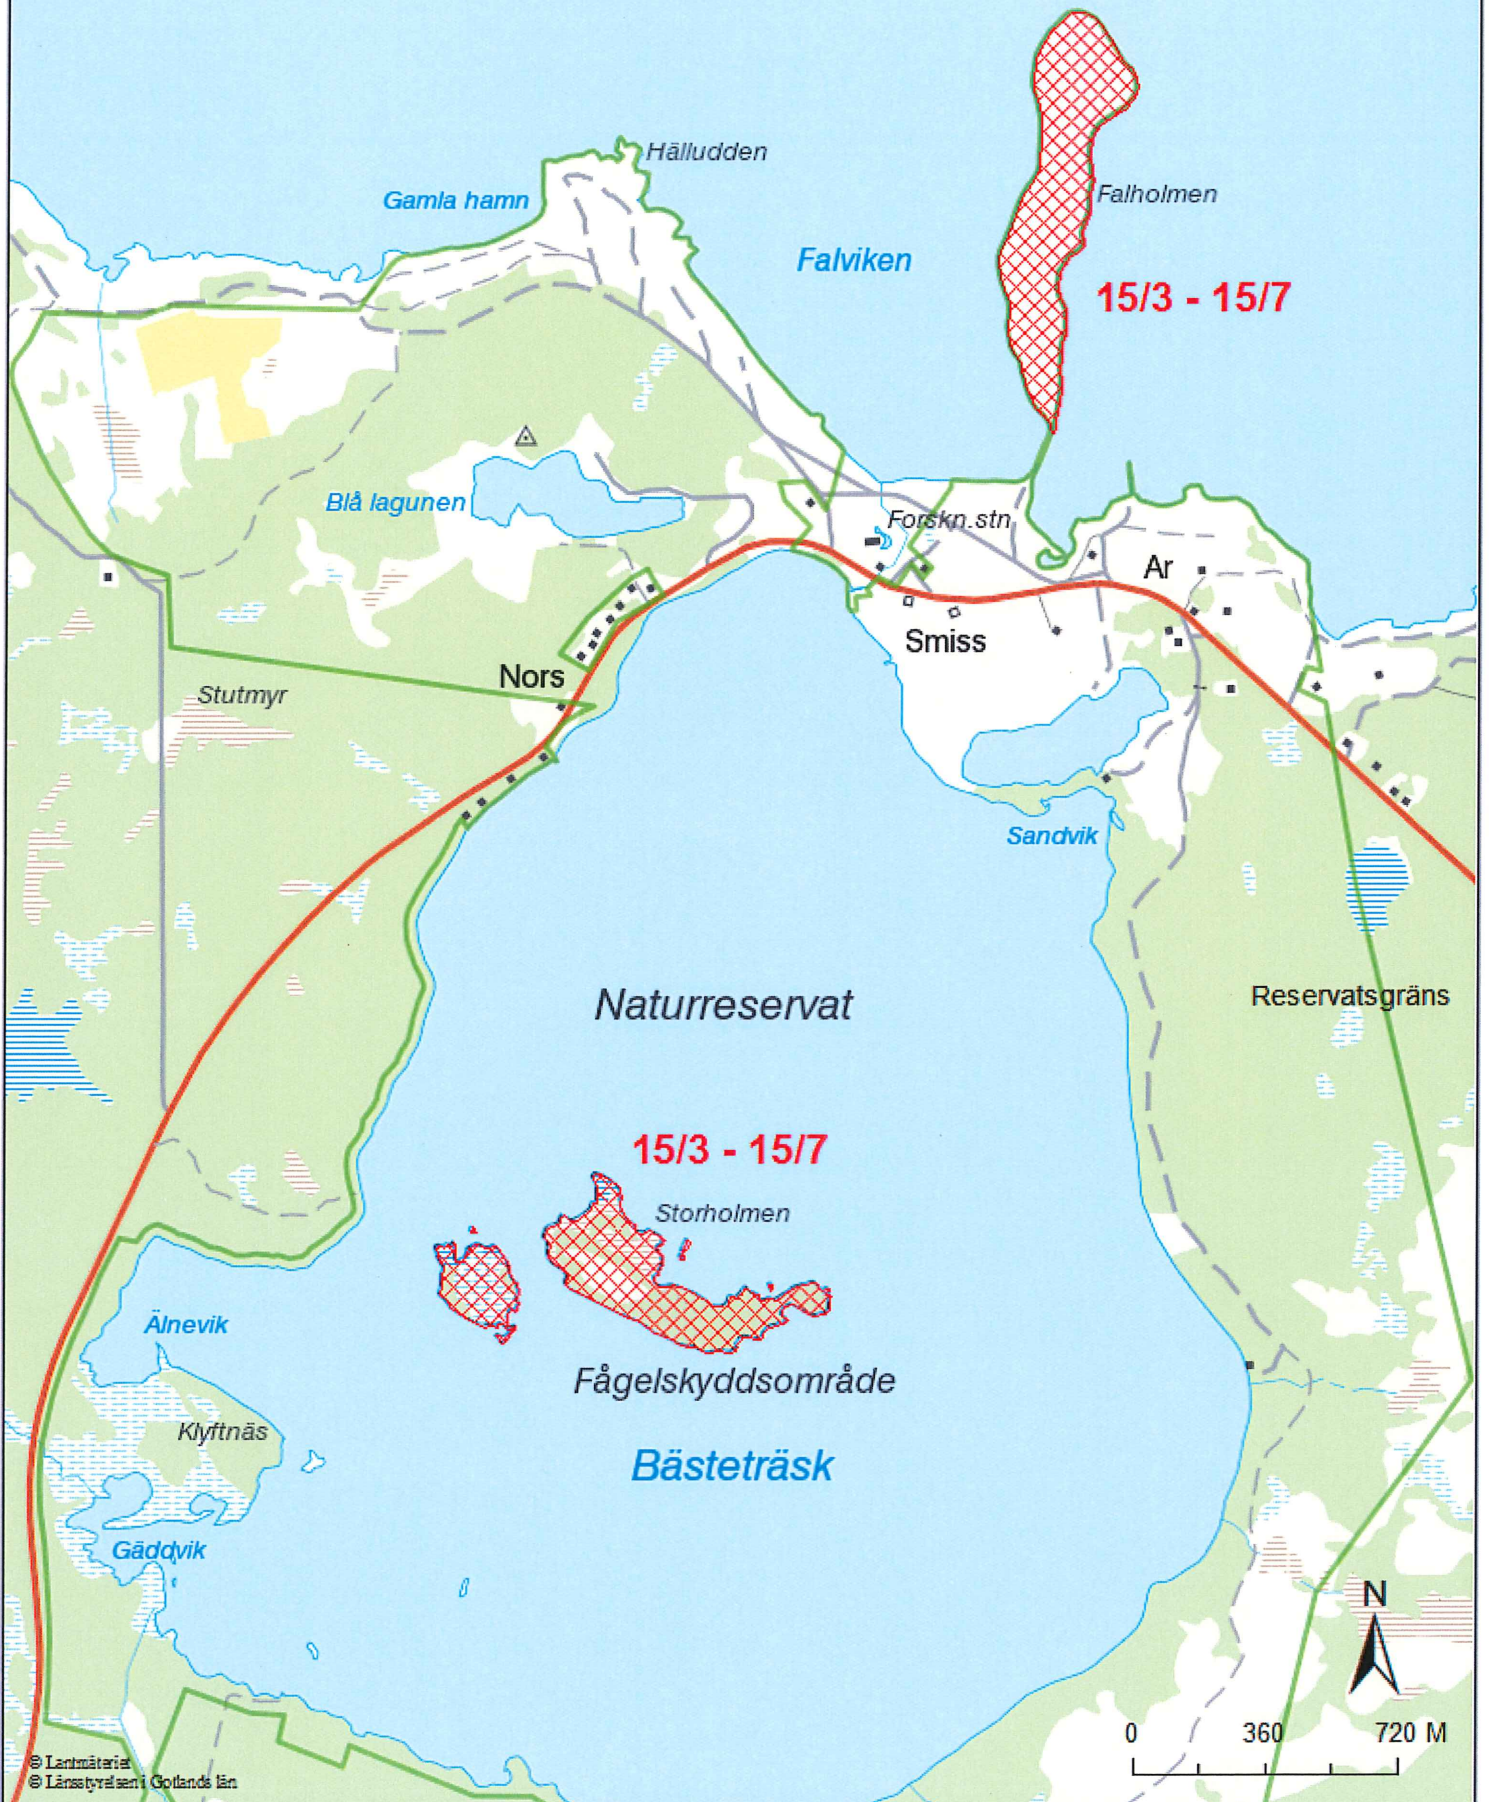 Hälludden
Gamla hamn
Falholmen
Falviken
15/3 - 15/7
Blå lagunen
Forskn.stn
Ar
Smiss
Nors
Stutmyr
Sandvik
Naturreservat
Reservatsgräns
15/3 - 15/7
Storholmen
Älnevik
Fågelskyddsområde
Klyftnäs
Bästeträsk
Gäddvik
N
0 360 720 M
© Lantmäteriet
© Länsstyrelsen i Gotlands län